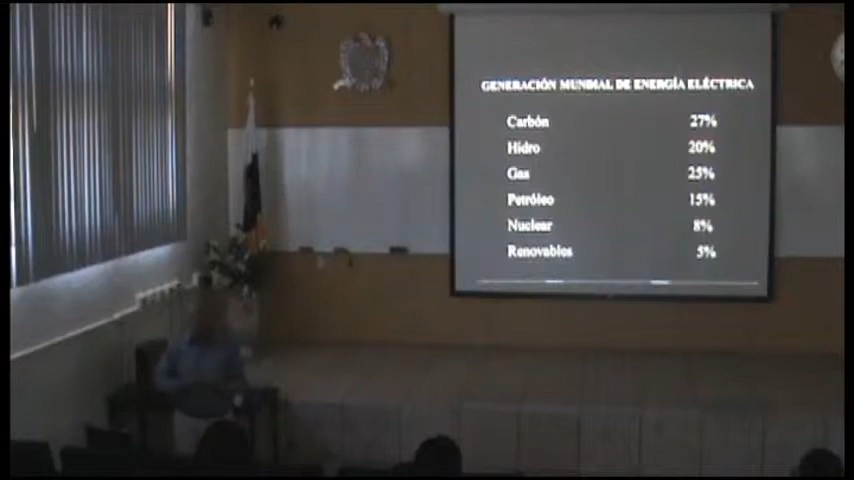 GENERACIÓN MUNDIAL DE ENERGÍA ELÉCTRICA
Carbón 27%
Hidro 20%
Gas 25%
Petróleo 15%
Nuclear 8%
Renovables 5%